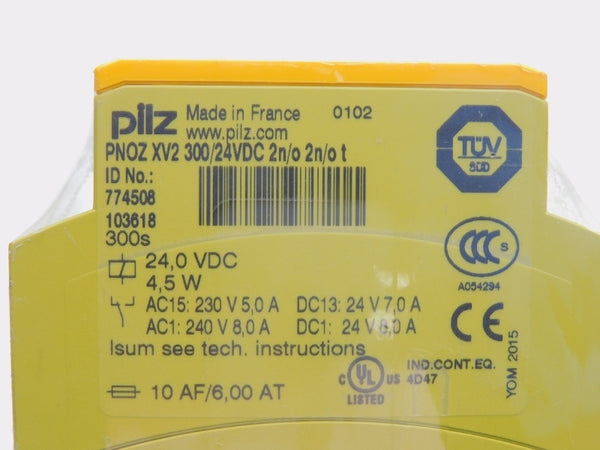 pilz Made in France 0102
www.pilz.com
PNOZ XV2 300/24VDC 2n/o 2n/o t
ID No.:
774508
103618
300s
TÜV
SÜD
CCC S
A054294
24,0 VDC
4,5 W
AC15: 230 V 5,0 A DC13: 24 V 7,0 A
AC1: 240 V 8,0 A DC1: 24 V 8,0 A
Isum see tech. instructions
CE
YOM 2015
10 AF/6,00 AT
C UL US IND.CONT.EQ.
4D47
LISTED